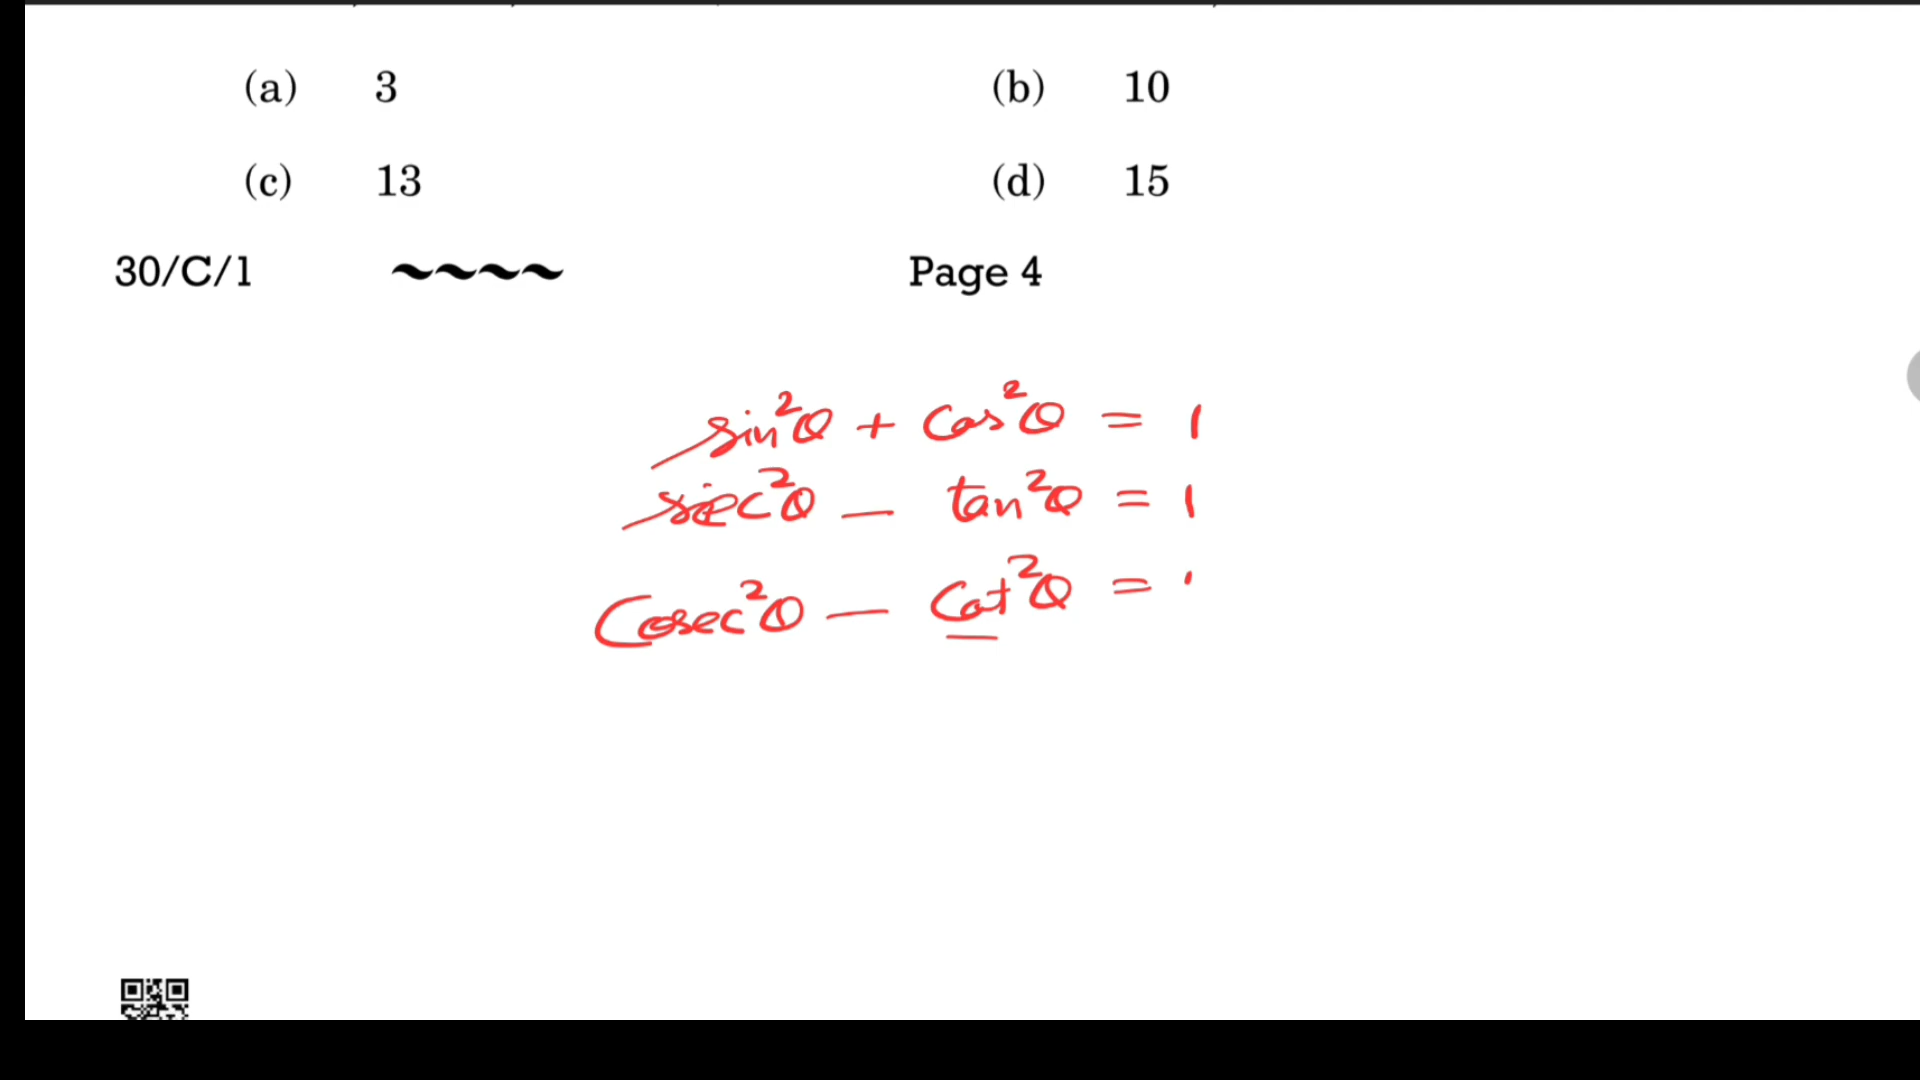 (a) 3 (b) 10
(c) 13 (d) 15
30/C/1 ~~~~ Page 4
sin²θ + cos²θ = 1
sec²θ — tan²θ = 1
Cosec²θ — Cot²θ = 1